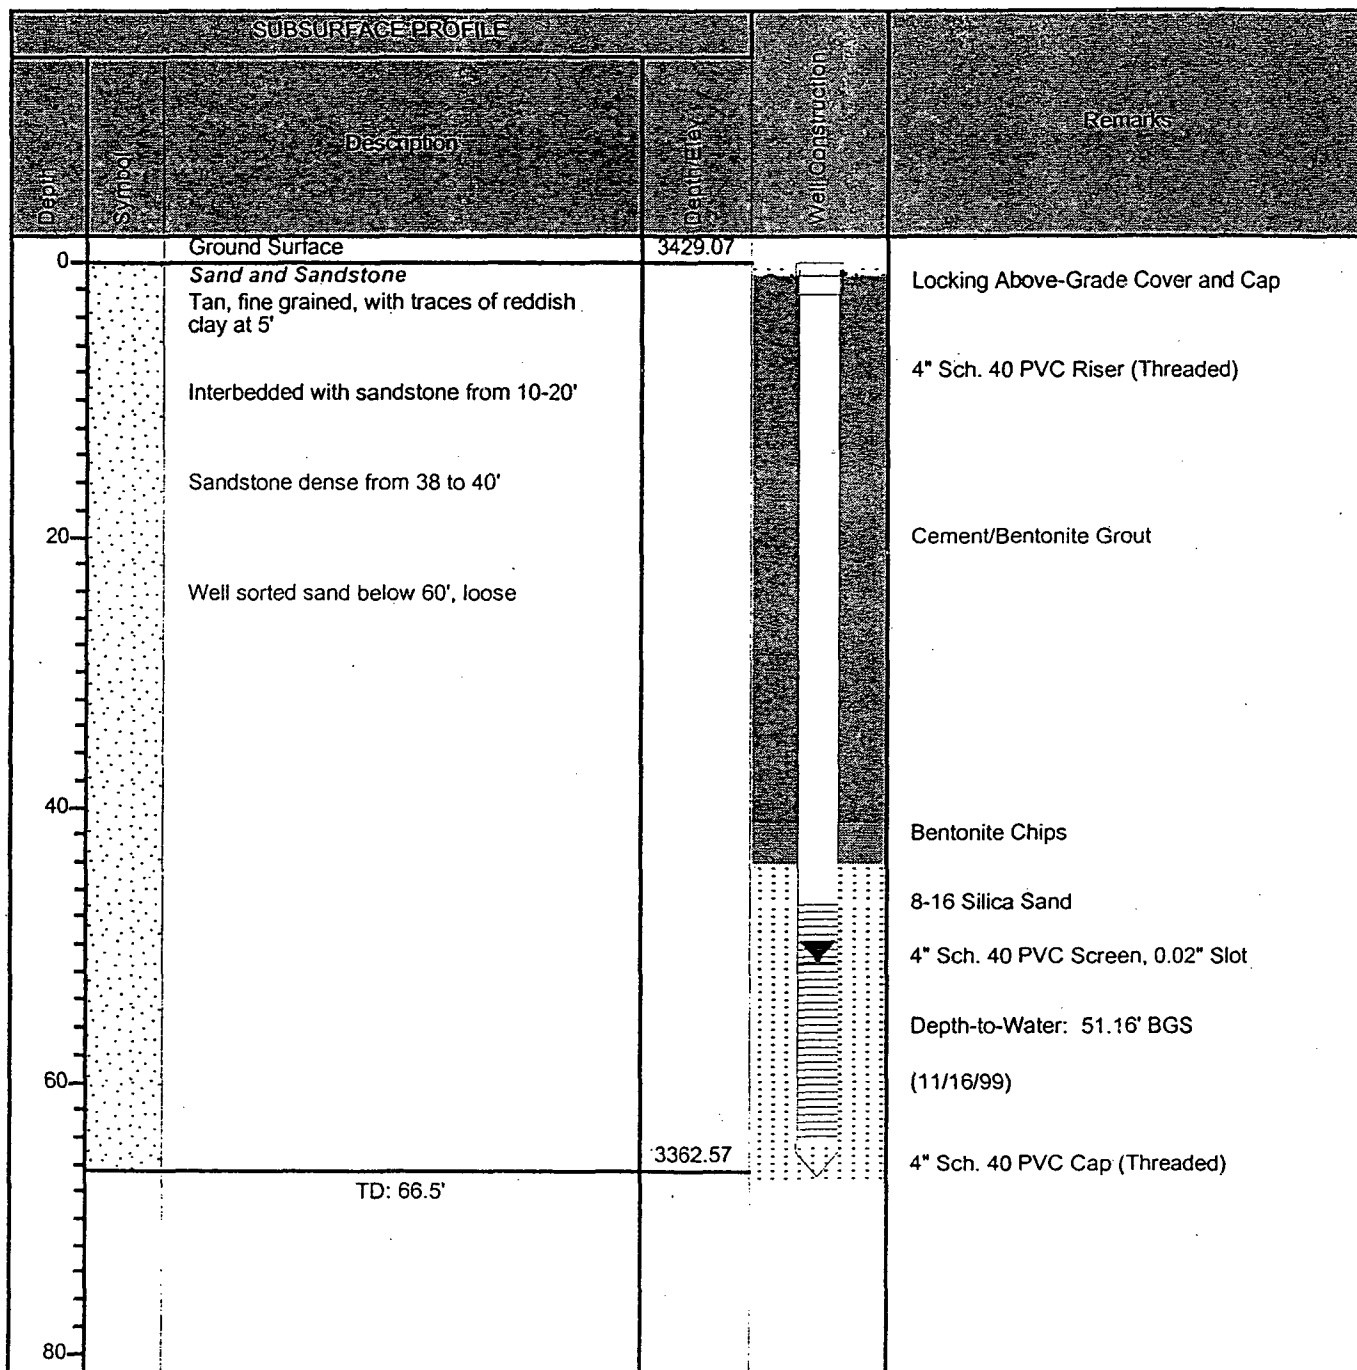 SUBSURFACE PROFILE
Depth
Symbol
Description
Depth/Elev
Well Construction
Remarks
Ground Surface
3429.07
0
Sand and Sandstone
Tan, fine grained, with traces of reddish
clay at 5'
Locking Above-Grade Cover and Cap
4" Sch. 40 PVC Riser (Threaded)
Interbedded with sandstone from 10-20'
Sandstone dense from 38 to 40'
20
Cement/Bentonite Grout
Well sorted sand below 60', loose
40
Bentonite Chips
8-16 Silica Sand
4" Sch. 40 PVC Screen, 0.02" Slot
Depth-to-Water: 51.16' BGS
60
(11/16/99)
3362.57
4" Sch. 40 PVC Cap (Threaded)
TD: 66.5'
80